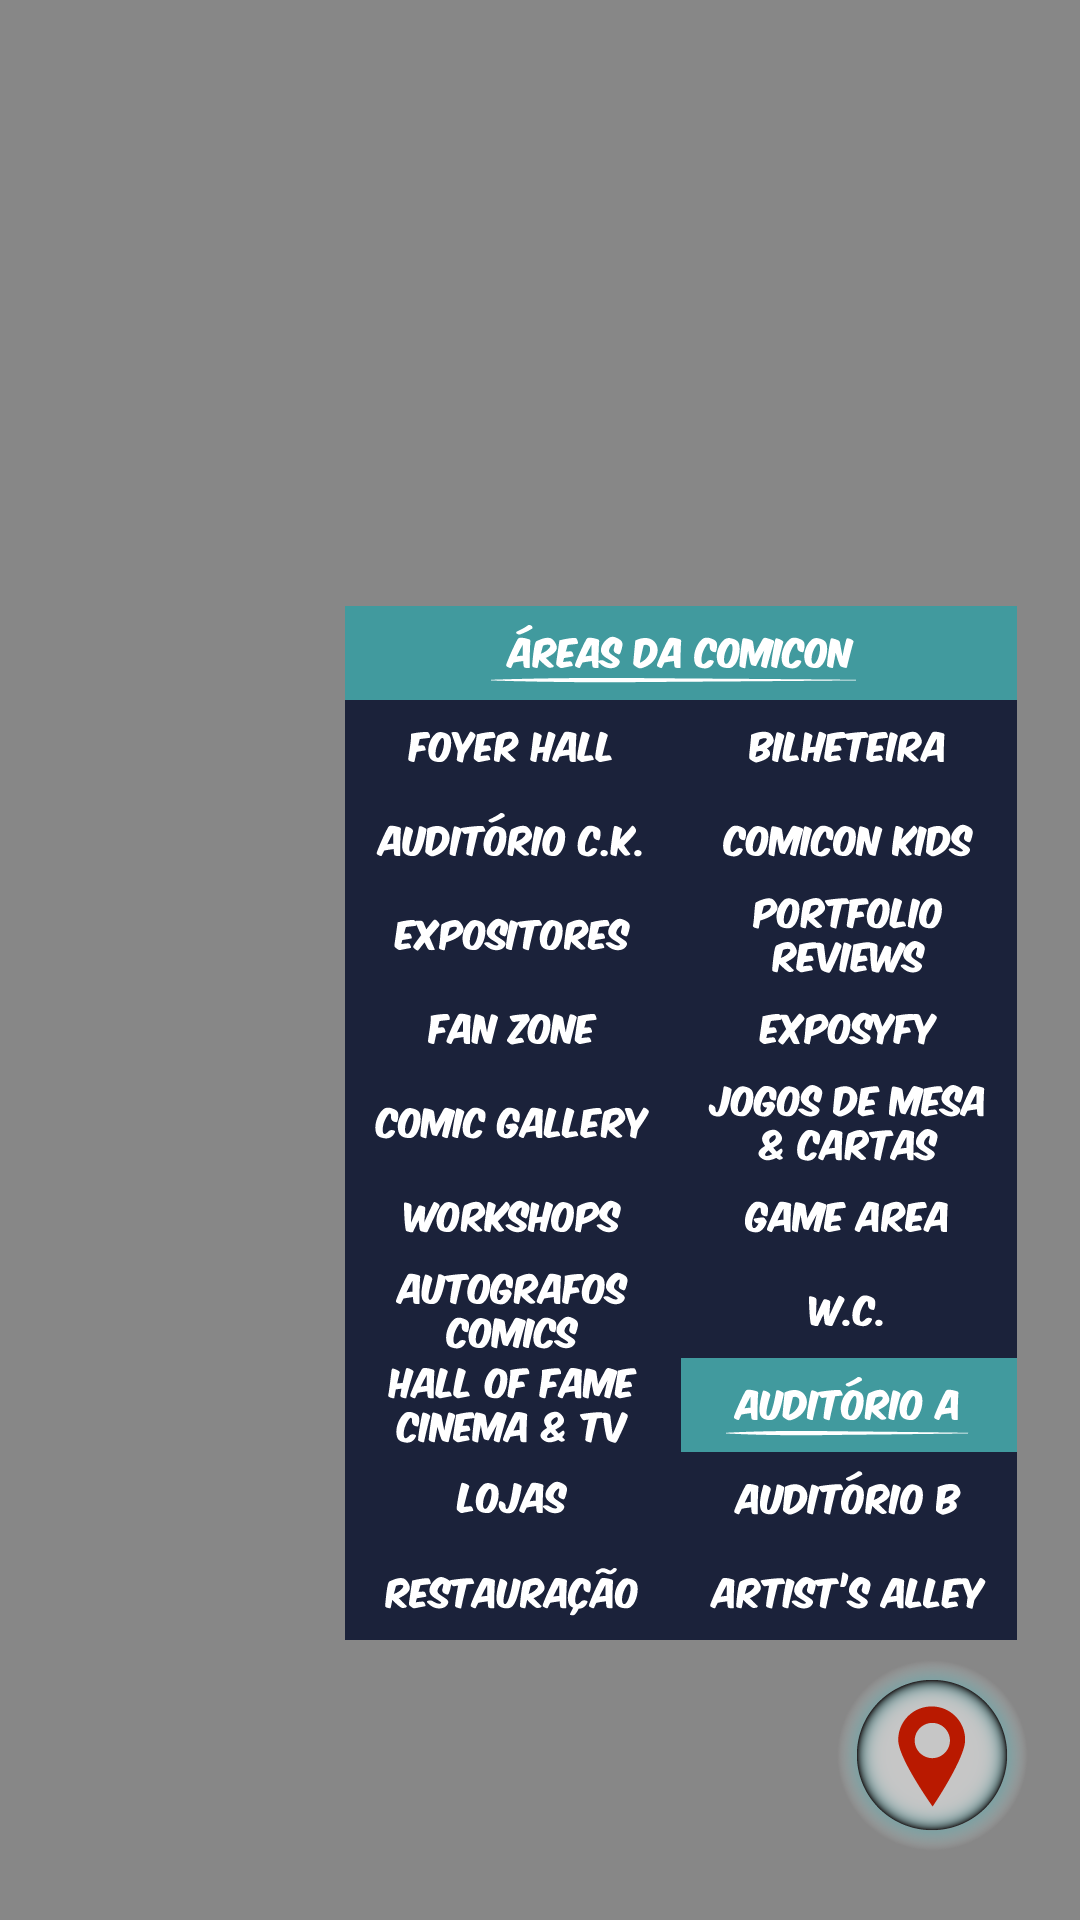 ÁREAS DA COMICON
FOYER HALL
BILHETEIRA
AUDITÓRIO C.K.
COMICON KIDS
EXPOSITORES
PORTFOLIO
REVIEWS
FAN ZONE
EXPOSYFY
COMIC GALLERY
JOGOS DE MESA
& CARTAS
WORKSHOPS
GAME AREA
AUTOGRAFOS
COMICS
W.C.
HALL OF FAME
CINEMA & TV
AUDITÓRIO A
LOJAS
AUDITÓRIO B
RESTAURAÇÃO
ARTIST'S ALLEY